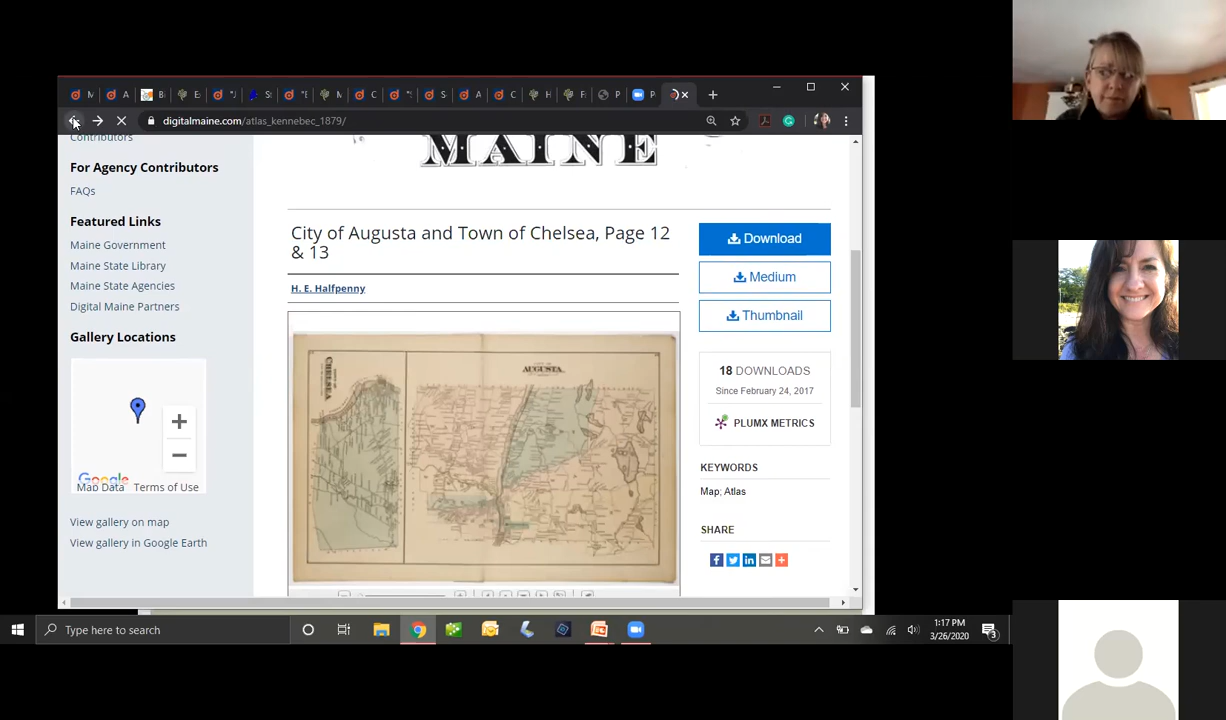 digitalmaine.com/atlas_kennebec_1879/
Contributors
For Agency Contributors
FAQs
Featured Links
Maine Government
Maine State Library
Maine State Agencies
Digital Maine Partners
Gallery Locations
Google
Map Data
Terms of Use
View gallery on map
View gallery in Google Earth
MAINE
City of Augusta and Town of Chelsea, Page 12
& 13
H. E. Halfpenny
CHELSEA
AUGUSTA
Download
Medium
Thumbnail
18 DOWNLOADS
Since February 24, 2017
PLUMX METRICS
KEYWORDS
Map; Atlas
SHARE
Type here to search
1:17 PM
3/26/2020
3